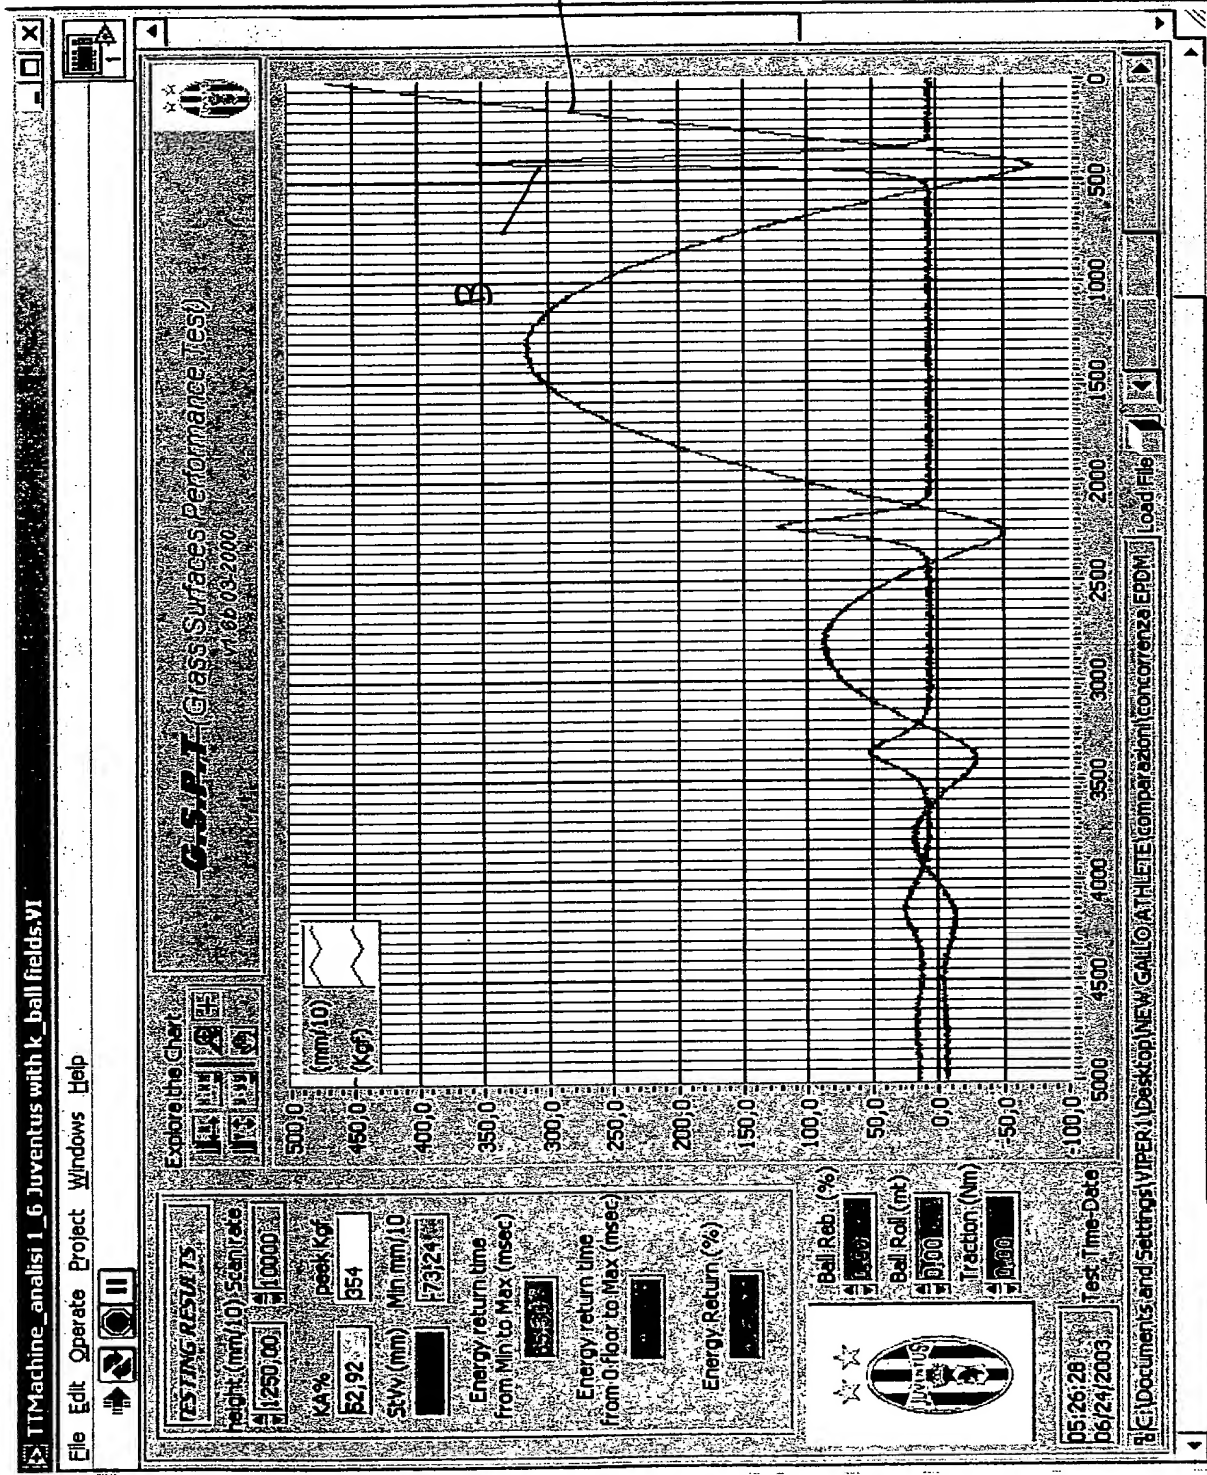 TTMachine_analisi 1_6 Juventus with k_ball fields.VI
File Edit Operate Project Windows Help
1
TESTING RESULTS
height (mm/10) Scan rate
1250,00 10000
KA% peek Kgf
52,92 354
StW (mm) Min mm/10
-73,24
Energy return time
from Min to Max (msec)
Energy return time
from 0-floor to Max (msec)
Energy Return (%)
Ball Reb. (%)
Ball Roll (mt)
0,00
Traction (Nm)
0,00
JUVENTUS
05:26:28
06/24/2003
Test Time-Date
Explore the Chart
G.S.P.T (Grass Surfaces Performance Test)
v1.6b 03-2000
(mm/10)
(Kgf)
B
500,0
450,0
400,0
350,0
300,0
250,0
200,0
150,0
100,0
50,0
0,0
-50,0
-100,0
5000 4500 4000 3500 3000 2500 2000 1500 1000 500 0
C:\Documents and Settings\VIPER1\Desktop\NEW GALLO ATHLETE\comparazioni\concorrenza EPDM
Load File